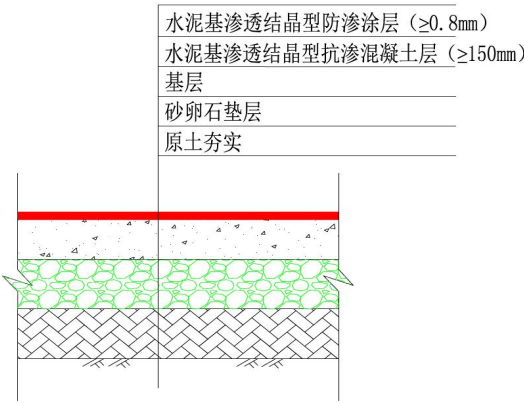 水泥基渗透结晶型防渗涂层（≥0.8mm）
水泥基渗透结晶型抗渗混凝土层（≥150mm）
基层
砂卵石垫层
原土夯实